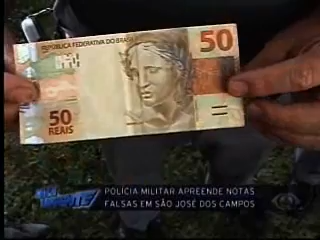 REPÚBLICA FEDERATIVA DO BRASIL
50
50
REAIS
POLÍCIA MILITAR APREENDE NOTAS
FALSAS EM SÃO JOSÉ DOS CAMPOS